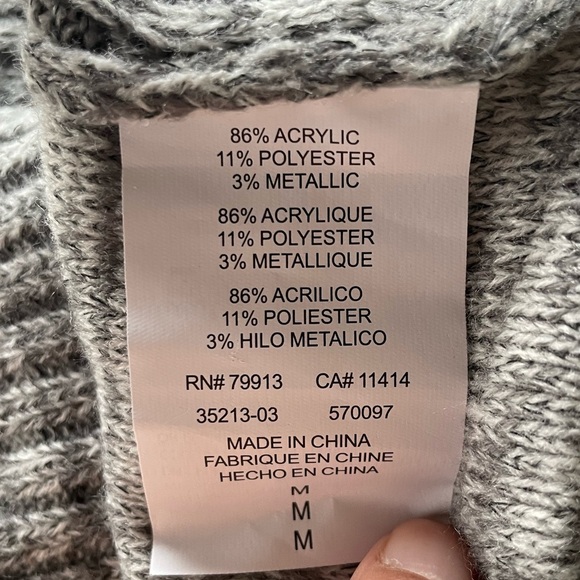 86% ACRYLIC
11% POLYESTER
3% METALLIC
86% ACRYLIQUE
11% POLYESTER
3% METALLIQUE
86% ACRILICO
11% POLIESTER
3% HILO METALICO
RN# 79913 CA# 11414
35213-03 570097
MADE IN CHINA
FABRIQUE EN CHINE
HECHO EN CHINA
M
M
M